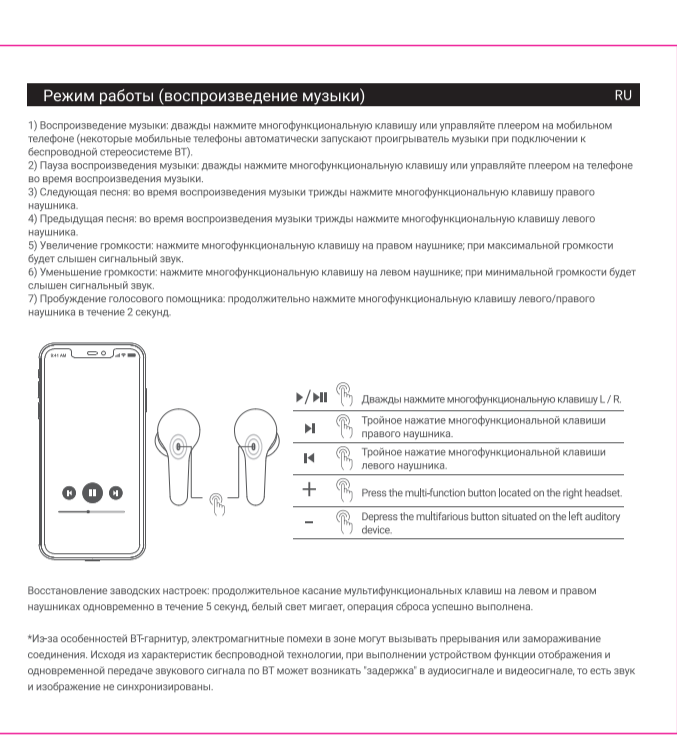 Режим работы (воспроизведение музыки) RU
1) Воспроизведение музыки: дважды нажмите многофункциональную клавишу или управляйте плеером на мобильном
телефоне (некоторые мобильные телефоны автоматически запускают проигрыватель музыки при подключении к
беспроводной стереосистеме BT).
2) Пауза воспроизведения музыки: дважды нажмите многофункциональную клавишу или управляйте плеером на телефоне
во время воспроизведения музыки.
3) Следующая песня: во время воспроизведения музыки трижды нажмите многофункциональную клавишу правого
наушника.
4) Предыдущая песня: во время воспроизведения музыки трижды нажмите многофункциональную клавишу левого
наушника.
5) Увеличение громкости: нажмите многофункциональную клавишу на правом наушнике; при максимальной громкости
будет слышен сигнальный звук.
6) Уменьшение громкости: нажмите многофункциональную клавишу на левом наушнике; при минимальной громкости будет
слышен сигнальный звук.
7) Пробуждение голосового помощника: продолжительно нажмите многофункциональную клавишу левого/правого
наушника в течение 2 секунд.
9:41 AM
Дважды нажмите многофункциональную клавишу L / R.
Тройное нажатие многофункциональной клавиши
правого наушника.
Тройное нажатие многофункциональной клавиши
левого наушника.
+ Press the multi-function button located on the right headset.
- Depress the multifarious button situated on the left auditory
device.
Восстановление заводских настроек: продолжительное касание мультифункциональных клавиш на левом и правом
наушниках одновременно в течение 5 секунд, белый свет мигает, операция сброса успешно выполнена.
*Из-за особенностей BT-гарнитур, электромагнитные помехи в зоне могут вызывать прерывания или замораживание
соединения. Исходя из характеристик беспроводной технологии, при выполнении устройством функции отображения и
одновременной передаче звукового сигнала по BT может возникать "задержка" в аудиосигнале и видеосигнале, то есть звук
и изображение не синхронизированы.